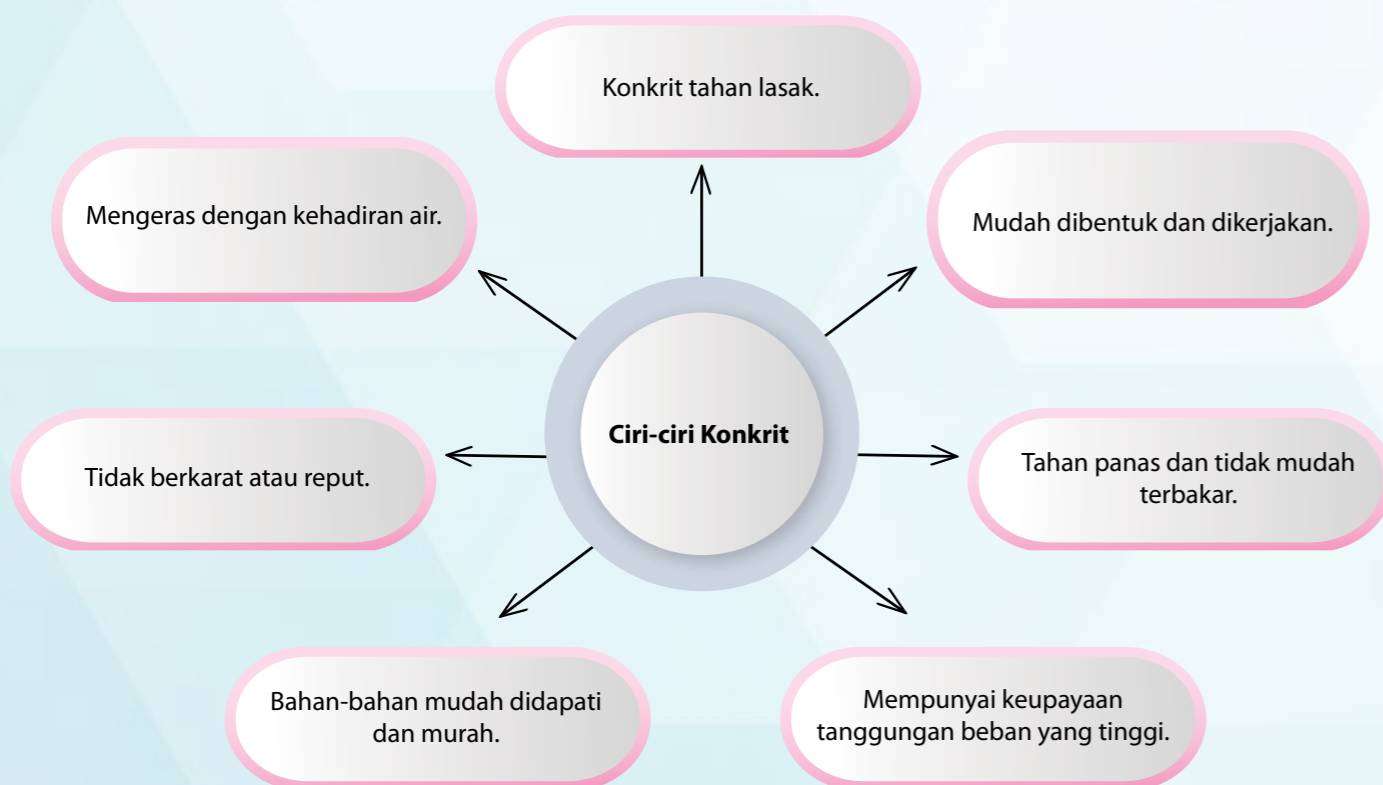 Konkrit tahan lasak.
Mengeras dengan kehadiran air.
Mudah dibentuk dan dikerjakan.
Ciri-ciri Konkrit
Tidak berkarat atau reput.
Tahan panas dan tidak mudah
terbakar.
Bahan-bahan mudah didapati
dan murah.
Mempunyai keupayaan
tanggungan beban yang tinggi.